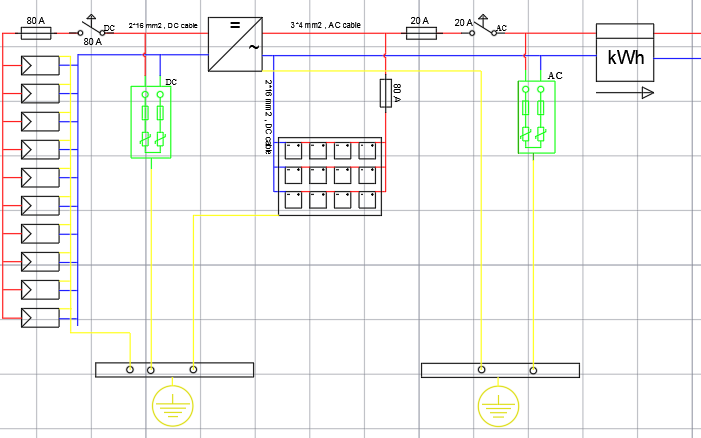 80 A
DC
80 A
2*16 mm2 , DC cable
=
~
3*4 mm2 , AC cable
20 A
20 A
AC
kWh
DC
2*16 mm2 , DC cable
80 A
AC